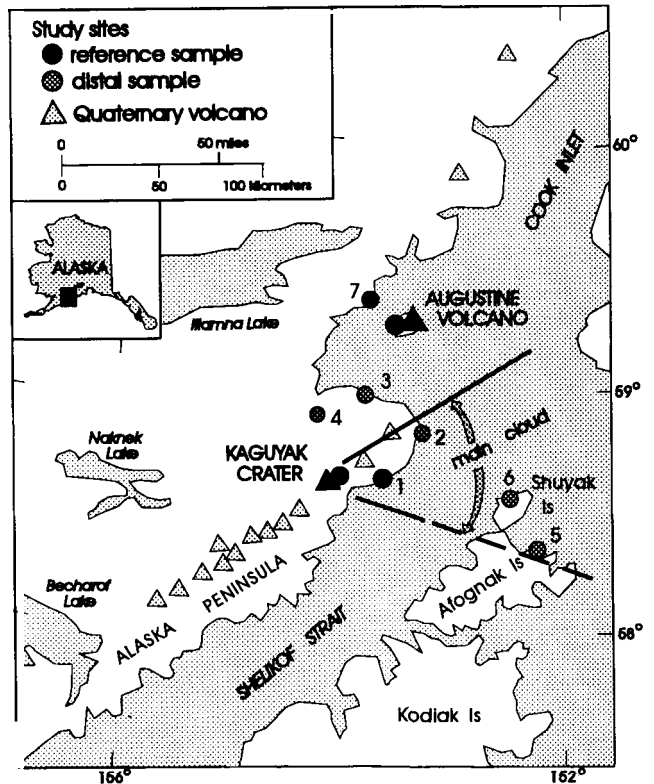 Study sites
reference sample
distal sample
Quaternary volcano
0 50 miles
0 50 100 kilometers
ALASKA
Iliamna Lake
60°
COOK INLET
7
AUGUSTINE
VOLCANO
59°
3
4
2
main cloud
Naknek
Lake
KAGUYAK
CRATER
1
6
Shuyak
Is
5
Becharof
Lake
ALASKA PENINSULA
Afognak Is
58°
SHELIKOF STRAIT
Kodiak Is
156°
152°